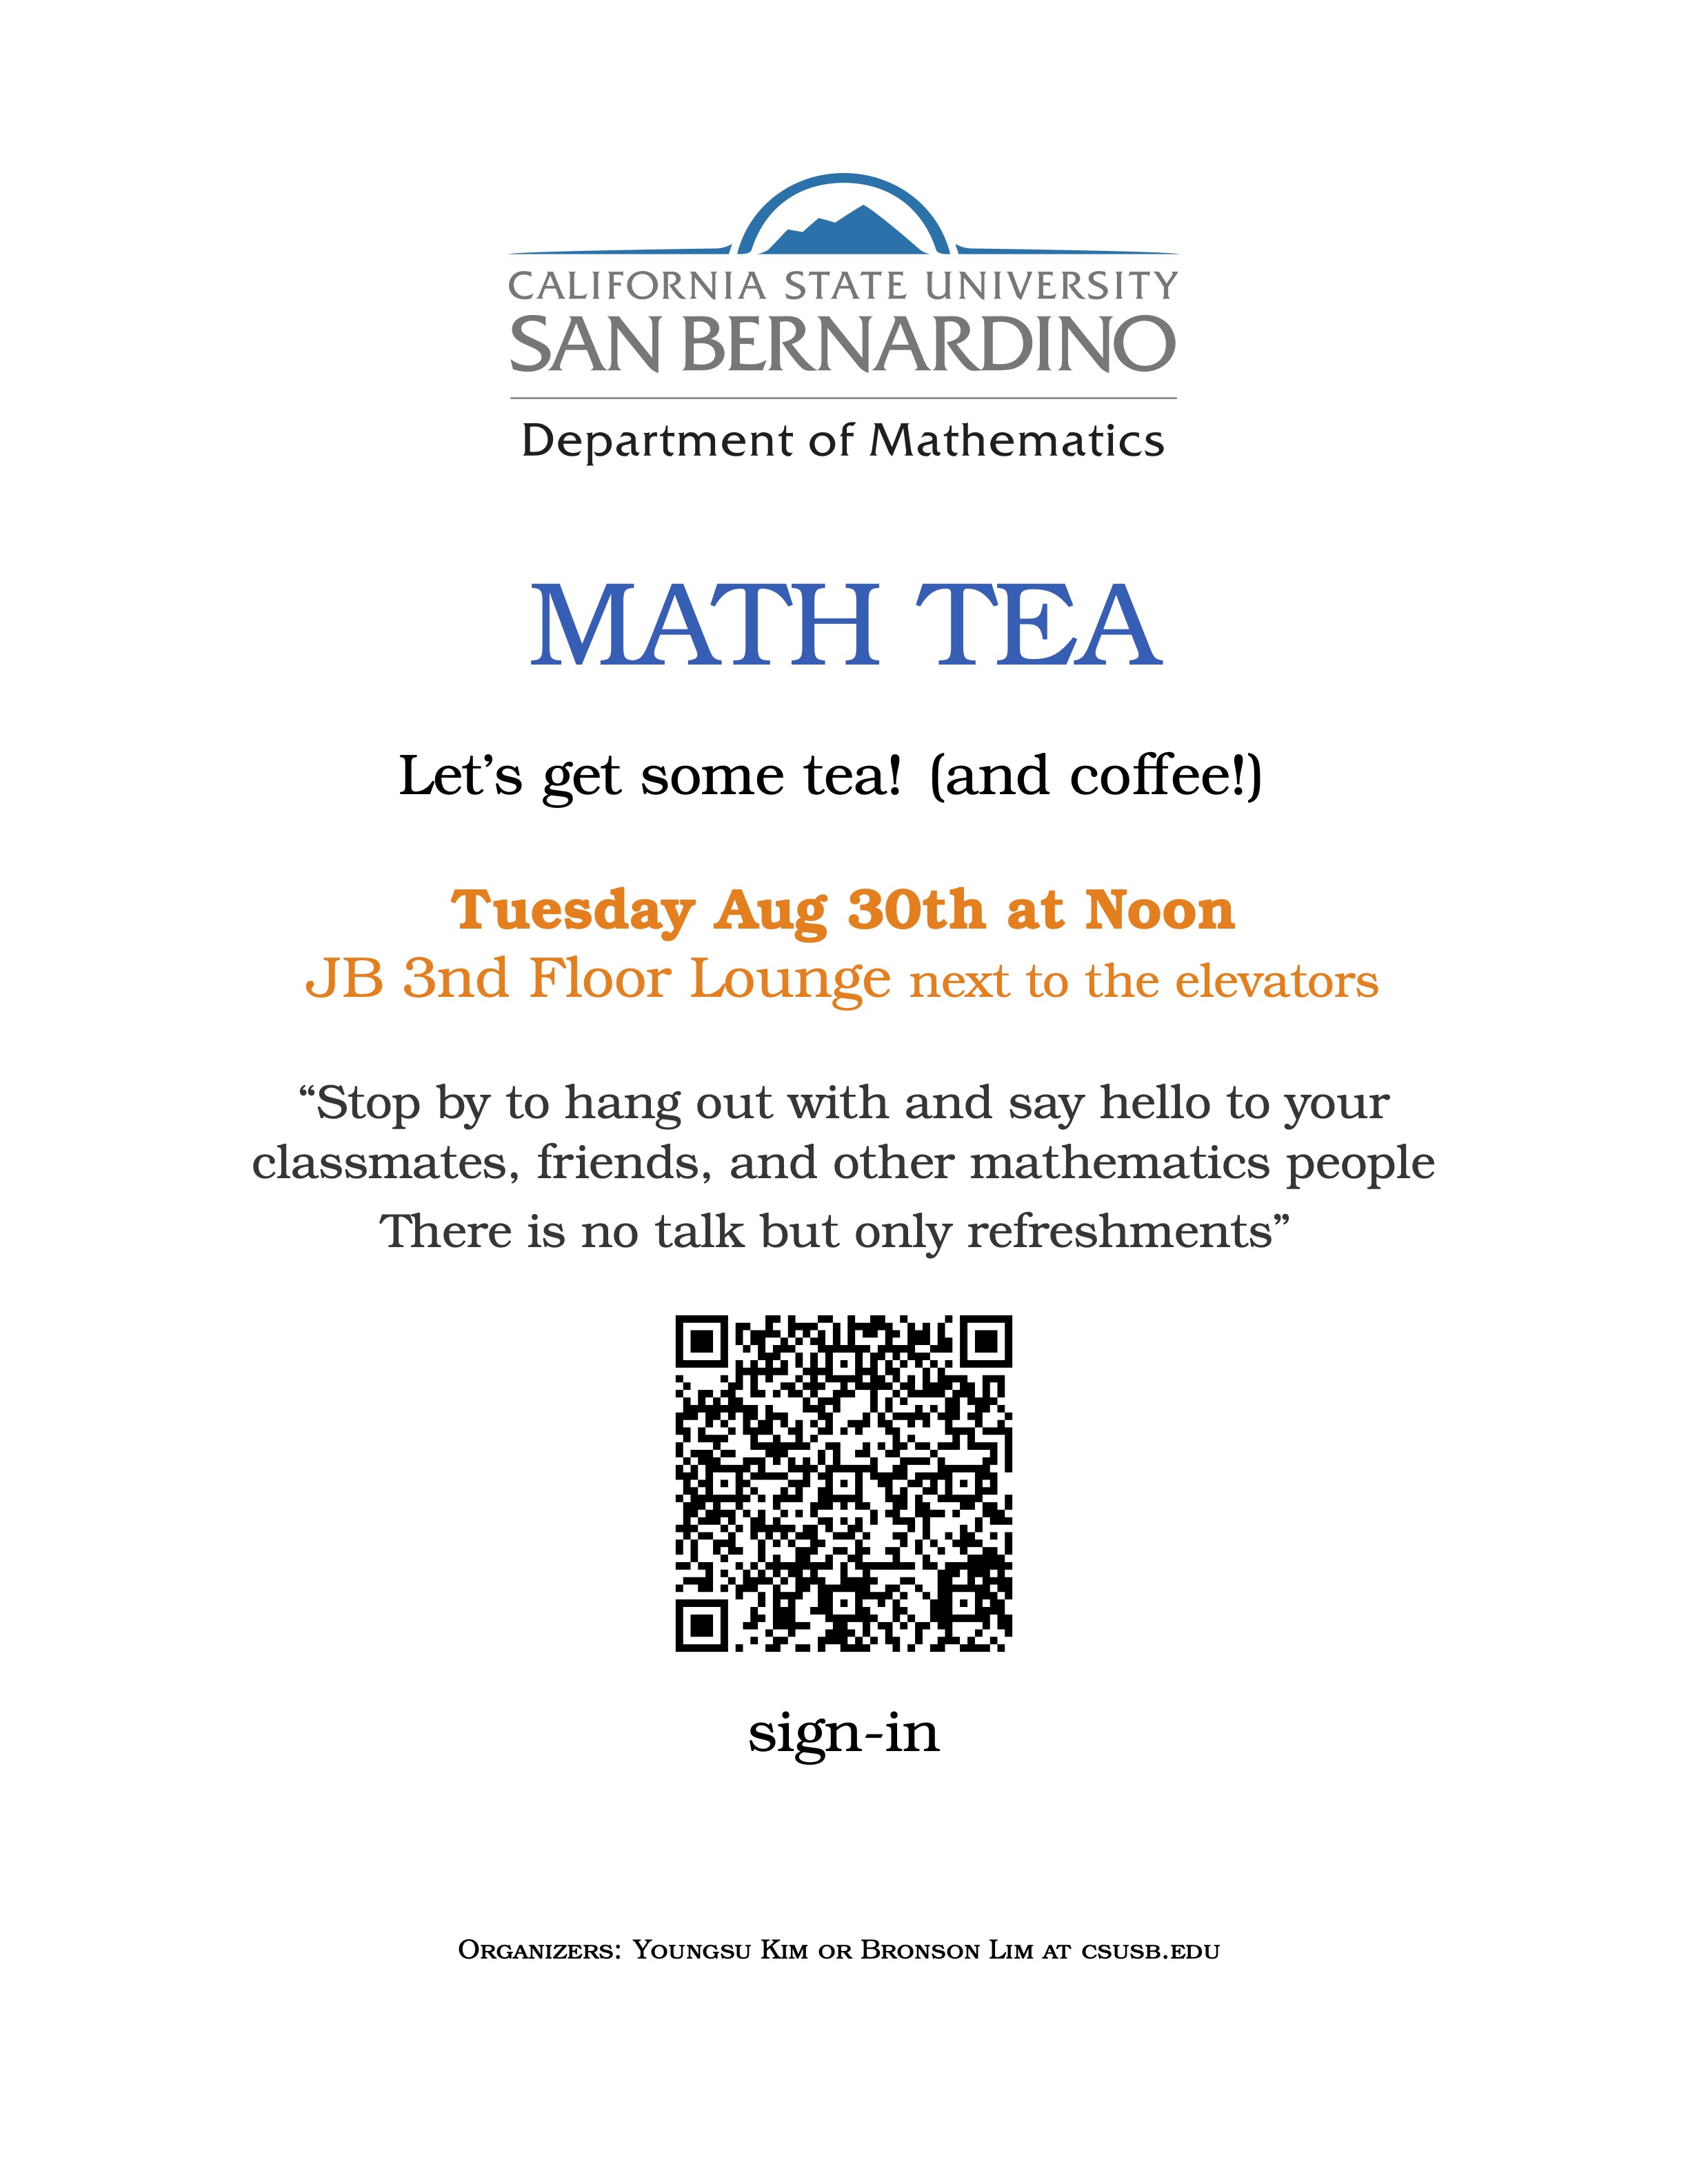 CALIFORNIA STATE UNIVERSITY
SAN BERNARDINO
Department of Mathematics
MATH TEA
Let’s get some tea! (and coffee!)
Tuesday Aug 30th at Noon
JB 3nd Floor Lounge next to the elevators
“Stop by to hang out with and say hello to your
classmates, friends, and other mathematics people
There is no talk but only refreshments”
sign-in
Organizers: Youngsu Kim or Bronson Lim at csusb.edu